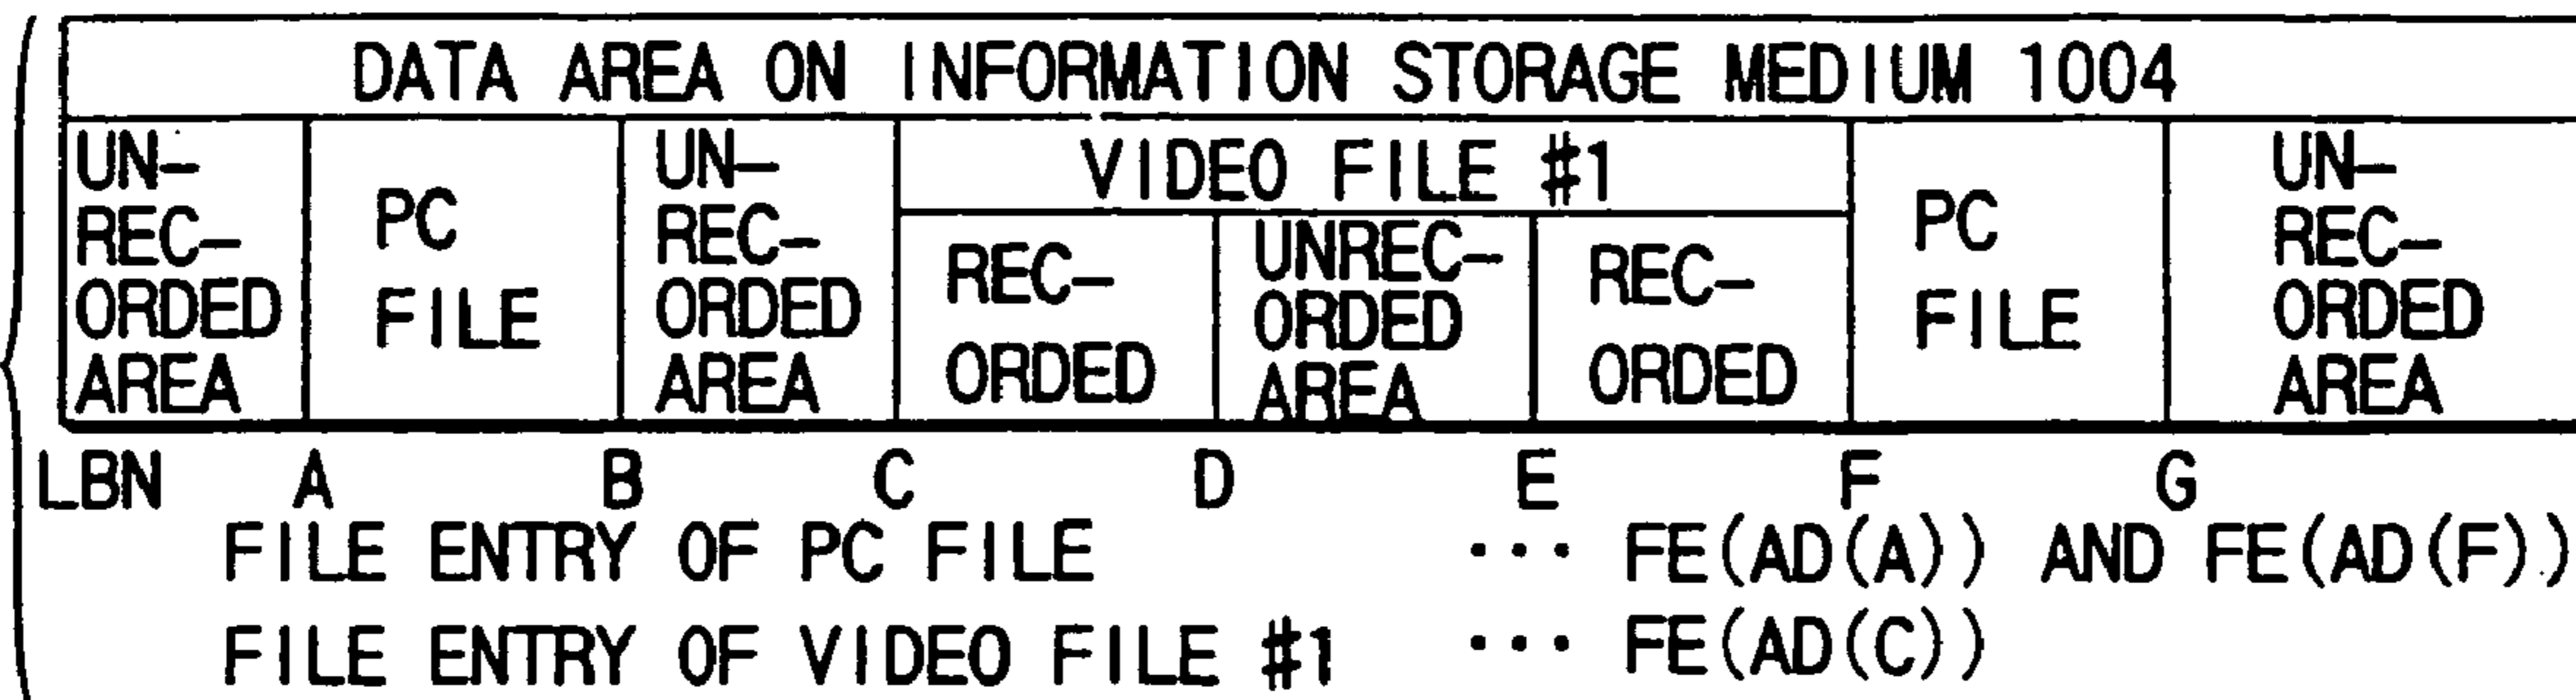 DATA AREA ON INFORMATION STORAGE MEDIUM 1004
UN-
REC-
ORDED
AREA
PC
FILE
UN-
REC-
ORDED
AREA
VIDEO FILE #1
REC-
ORDED
UNREC-
ORDED
AREA
REC-
ORDED
PC
FILE
UN-
REC-
ORDED
AREA
LBN A B C D E F G
FILE ENTRY OF PC FILE ··· FE(AD(A)) AND FE(AD(F))
FILE ENTRY OF VIDEO FILE #1 ··· FE(AD(C))